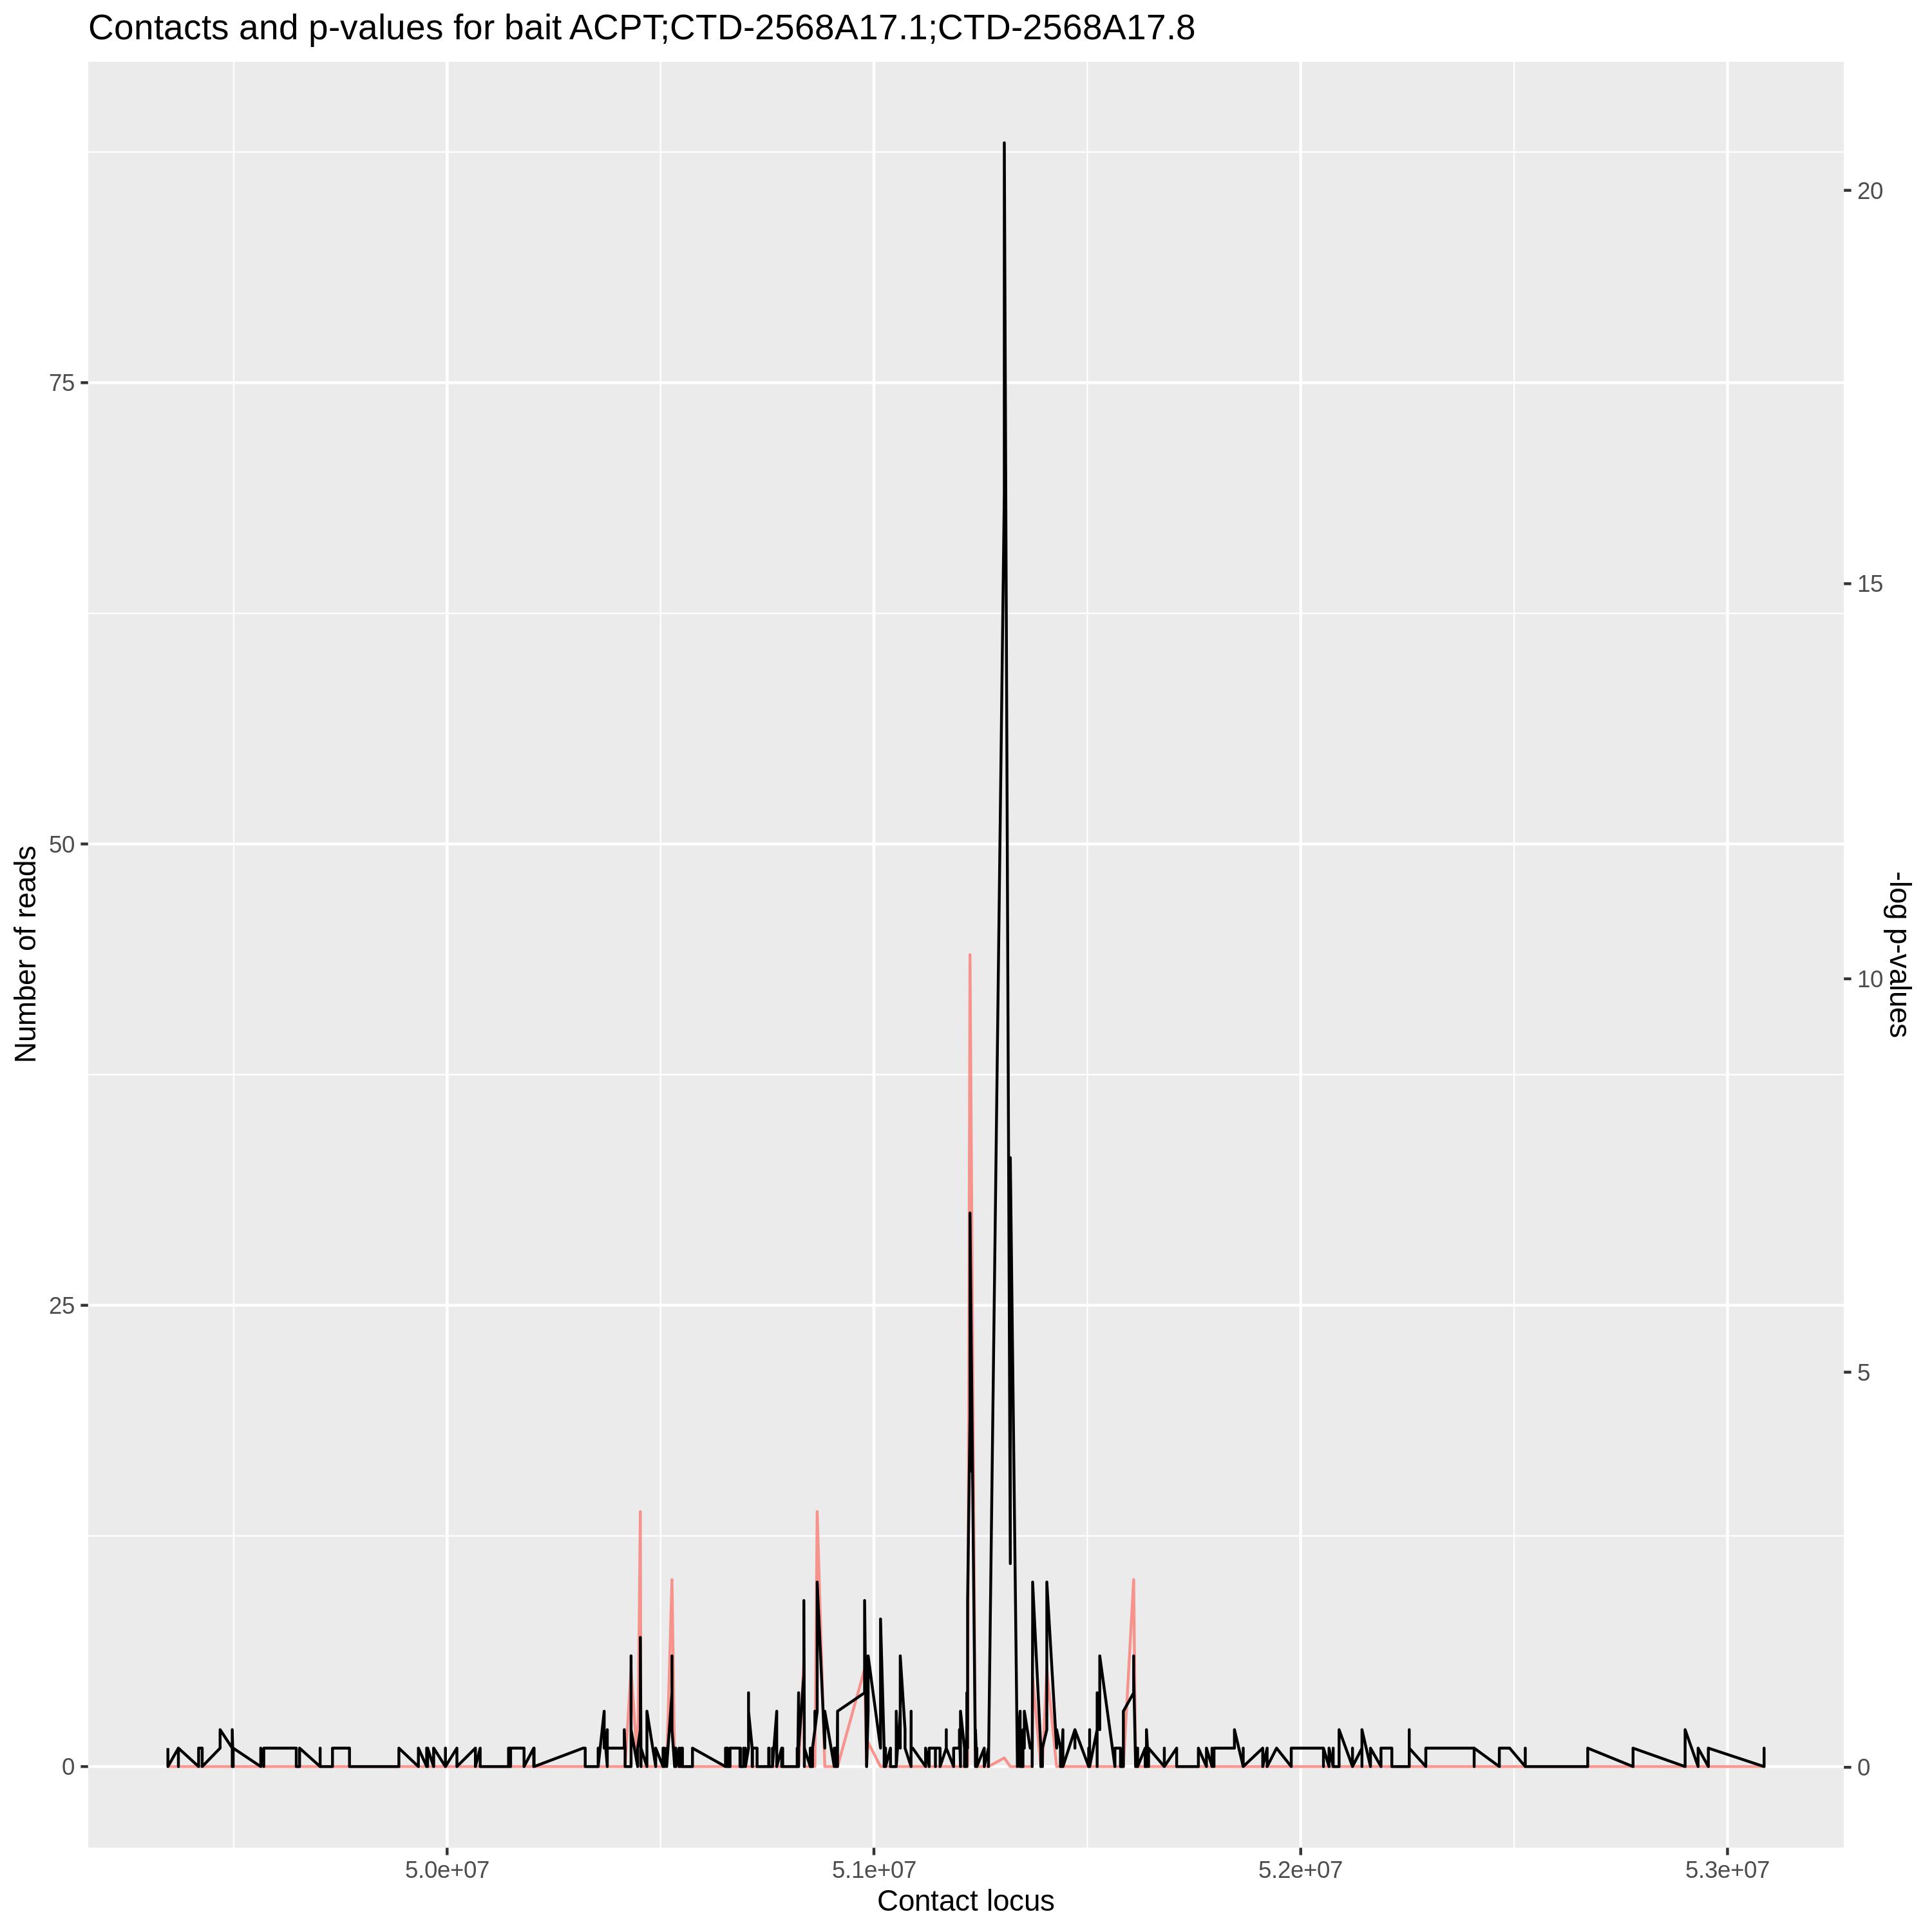 Contacts and p-values for bait ACPT;CTD-2568A17.1;CTD-2568A17.8
Number of reads
75
50
25
0
20
15
10
5
0
-log p-values
5.0e+07
5.1e+07
5.2e+07
5.3e+07
Contact locus